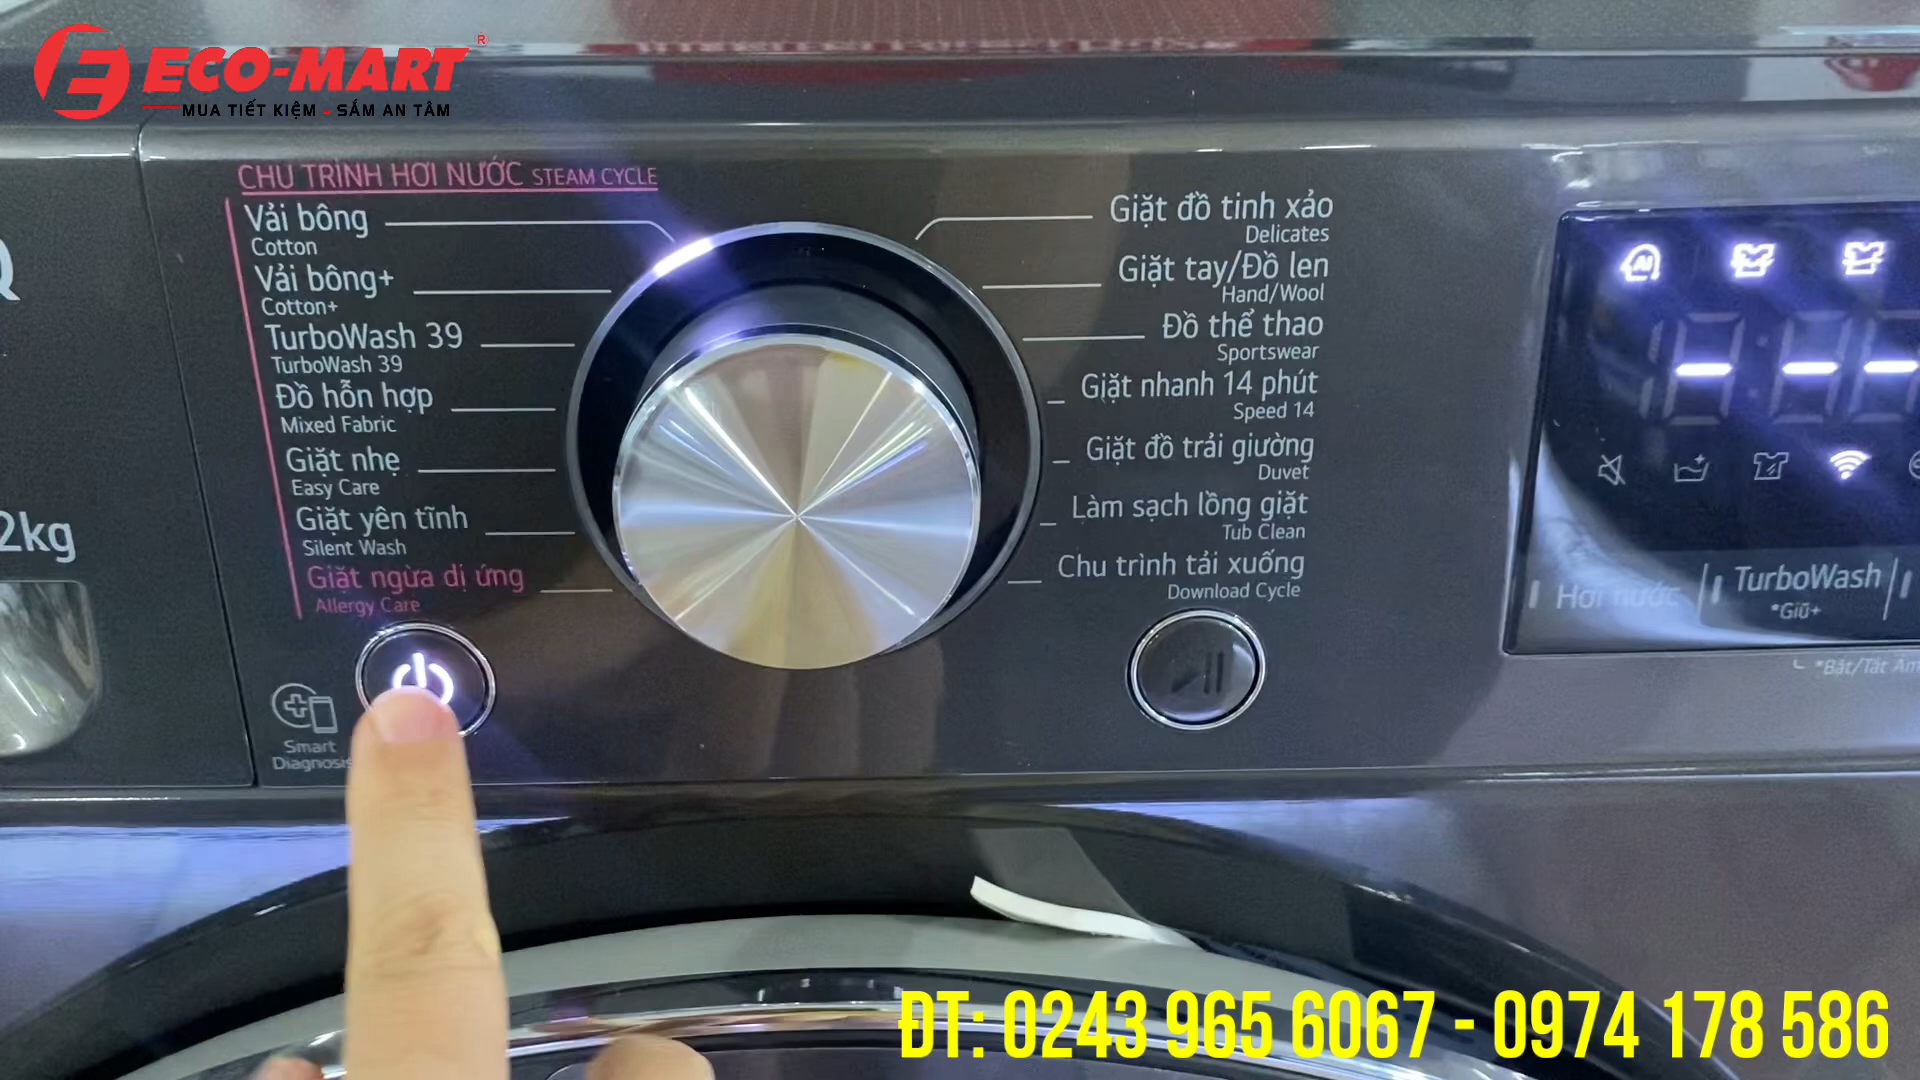 ECO-MART ®
MUA TIẾT KIỆM - SẮM AN TÂM
CHU TRÌNH HƠI NƯỚC STEAM CYCLE
Vải bông
Cotton
Vải bông+
Cotton+
TurboWash 39
TurboWash 39
Đồ hỗn hợp
Mixed Fabric
Giặt nhẹ
Easy Care
Giặt yên tĩnh
Silent Wash
Giặt ngừa dị ứng
Allergy Care
Smart
Diagnosis
2kg
Giặt đồ tinh xảo
Delicates
Giặt tay/Đồ len
Hand/Wool
Đồ thể thao
Sportswear
Giặt nhanh 14 phút
Speed 14
Giặt đồ trải giường
Duvet
Làm sạch lồng giặt
Tub Clean
Chu trình tải xuống
Download Cycle
AI
- - -
Hơi nước
TurboWash
*Giũ+
*Bật/Tắt Âm
ĐT: 0243 965 6067 - 0974 178 586